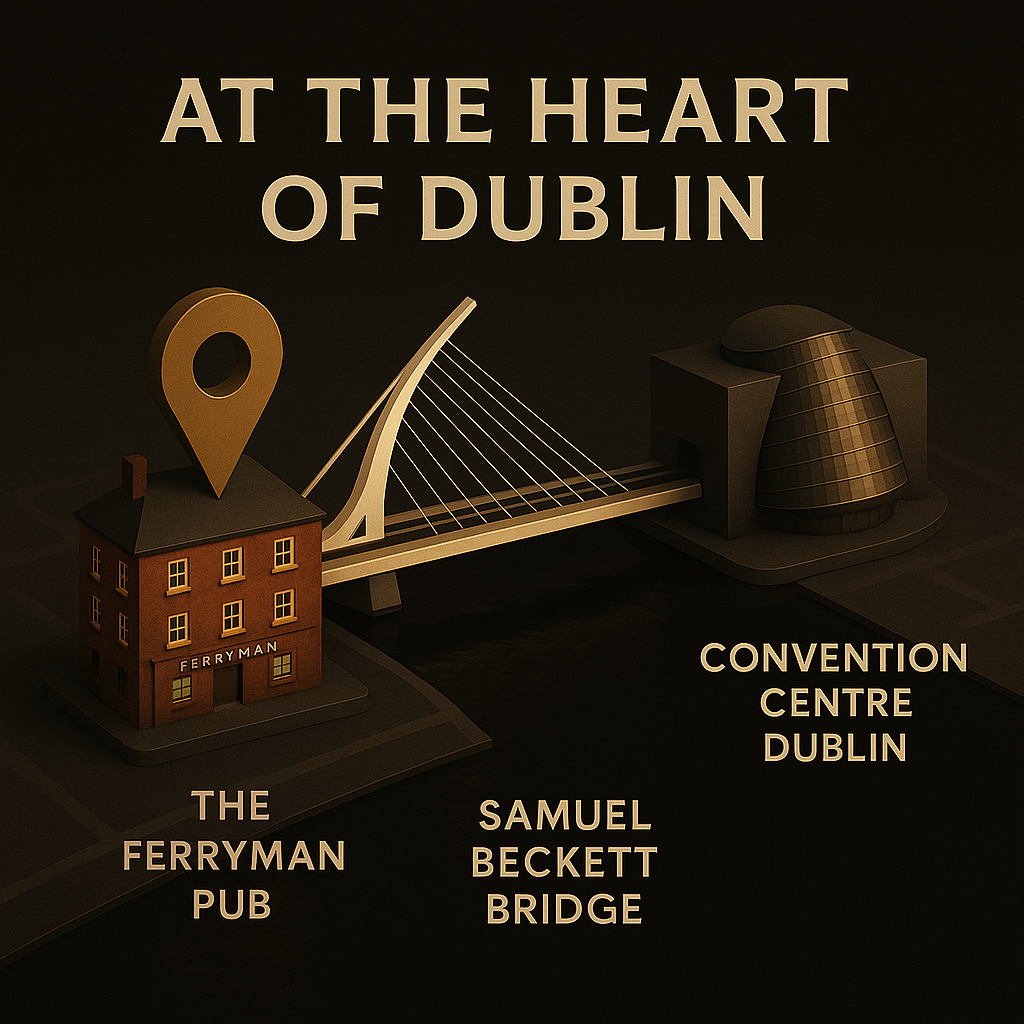 AT THE HEART
OF DUBLIN
FERRYMAN
THE
FERRYMAN
PUB
SAMUEL
BECKETT
BRIDGE
CONVENTION
CENTRE
DUBLIN